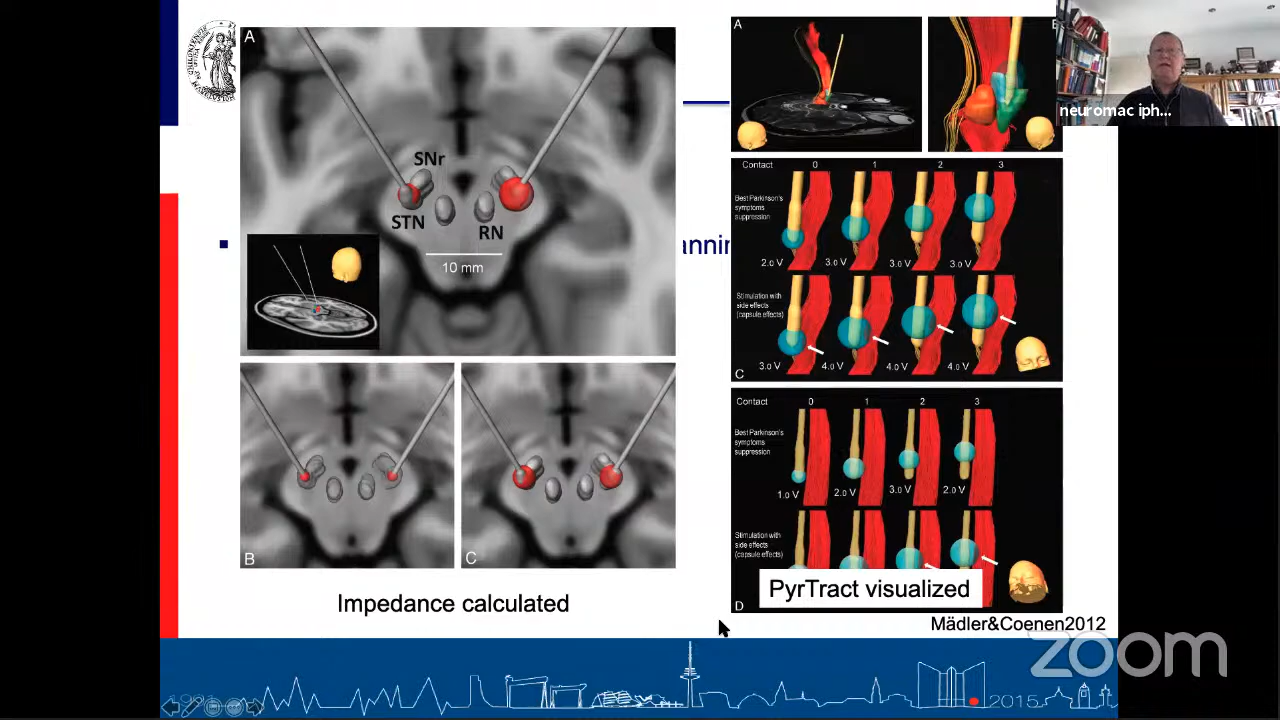 A
SNr
STN
RN
10 mm
B
C
Impedance calculated
annin
A
B
Contact 0 1 2 3
Best Parkinson's
symptoms
suppression
2.0 V 3.0 V 3.0 V 3.0 V
Stimulation with
side effects
(capsule effects)
3.0 V 4.0 V 4.0 V 4.0 V
C
Contact 0 1 2 3
Best Parkinson's
symptoms
suppression
1.0 V 2.0 V 3.0 V 2.0 V
Stimulation with
side effects
(capsule effects)
PyrTract visualized
D
Mädler&Coenen2012
neuromac iph...
zoom
2015